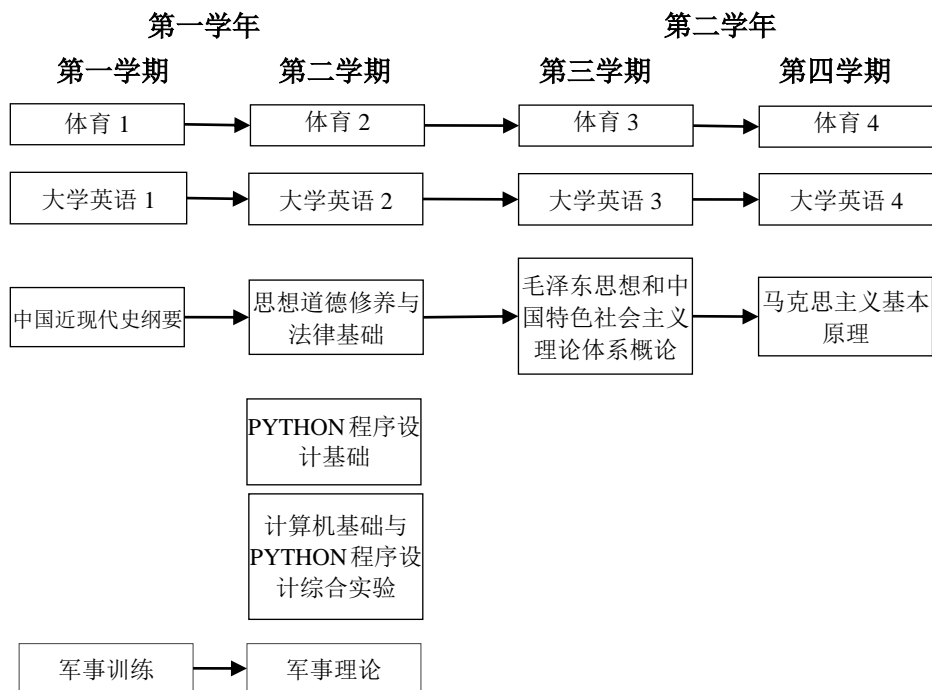 第一学年 第二学年
第一学期 第二学期 第三学期 第四学期
体育 1 体育 2 体育 3 体育 4
大学英语 1 大学英语 2 大学英语 3 大学英语 4
中国近现代史纲要
思想道德修养与
法律基础
毛泽东思想和中
国特色社会主义
理论体系概论
马克思主义基本
原理
PYTHON 程序设
计基础
计算机基础与
PYTHON 程序设
计综合实验
军事训练 军事理论